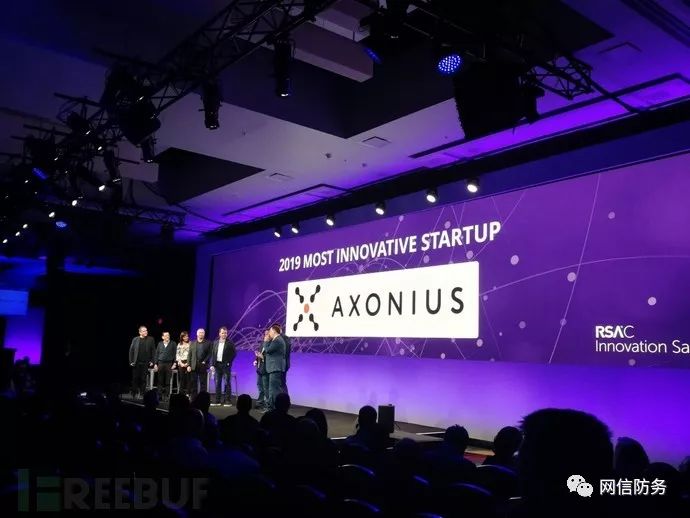 2019 MOST INNOVATIVE STARTUP
AXONIUS
RSAC
Innovation Sa
FREEBUF
网信防务